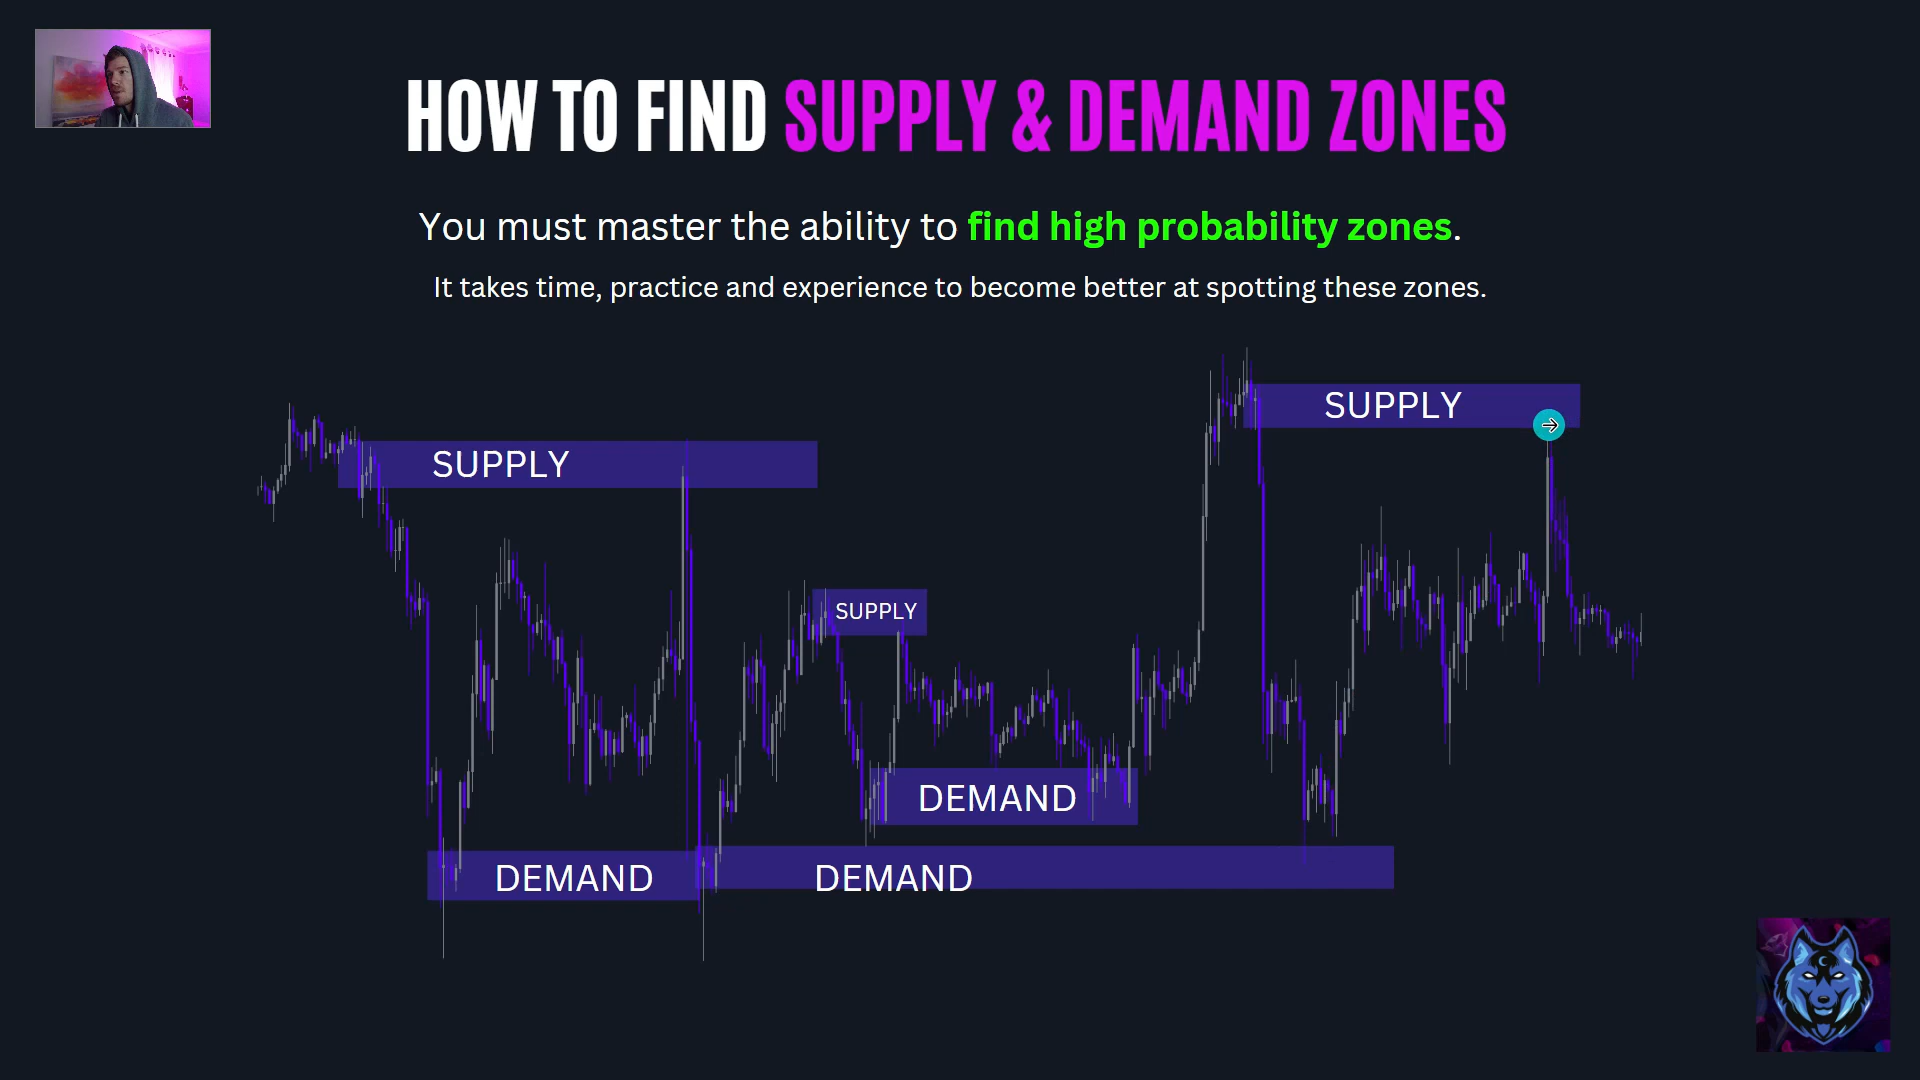 HOW TO FIND SUPPLY & DEMAND ZONES
You must master the ability to find high probability zones.
It takes time, practice and experience to become better at spotting these zones.
SUPPLY
SUPPLY
SUPPLY
DEMAND
DEMAND
DEMAND